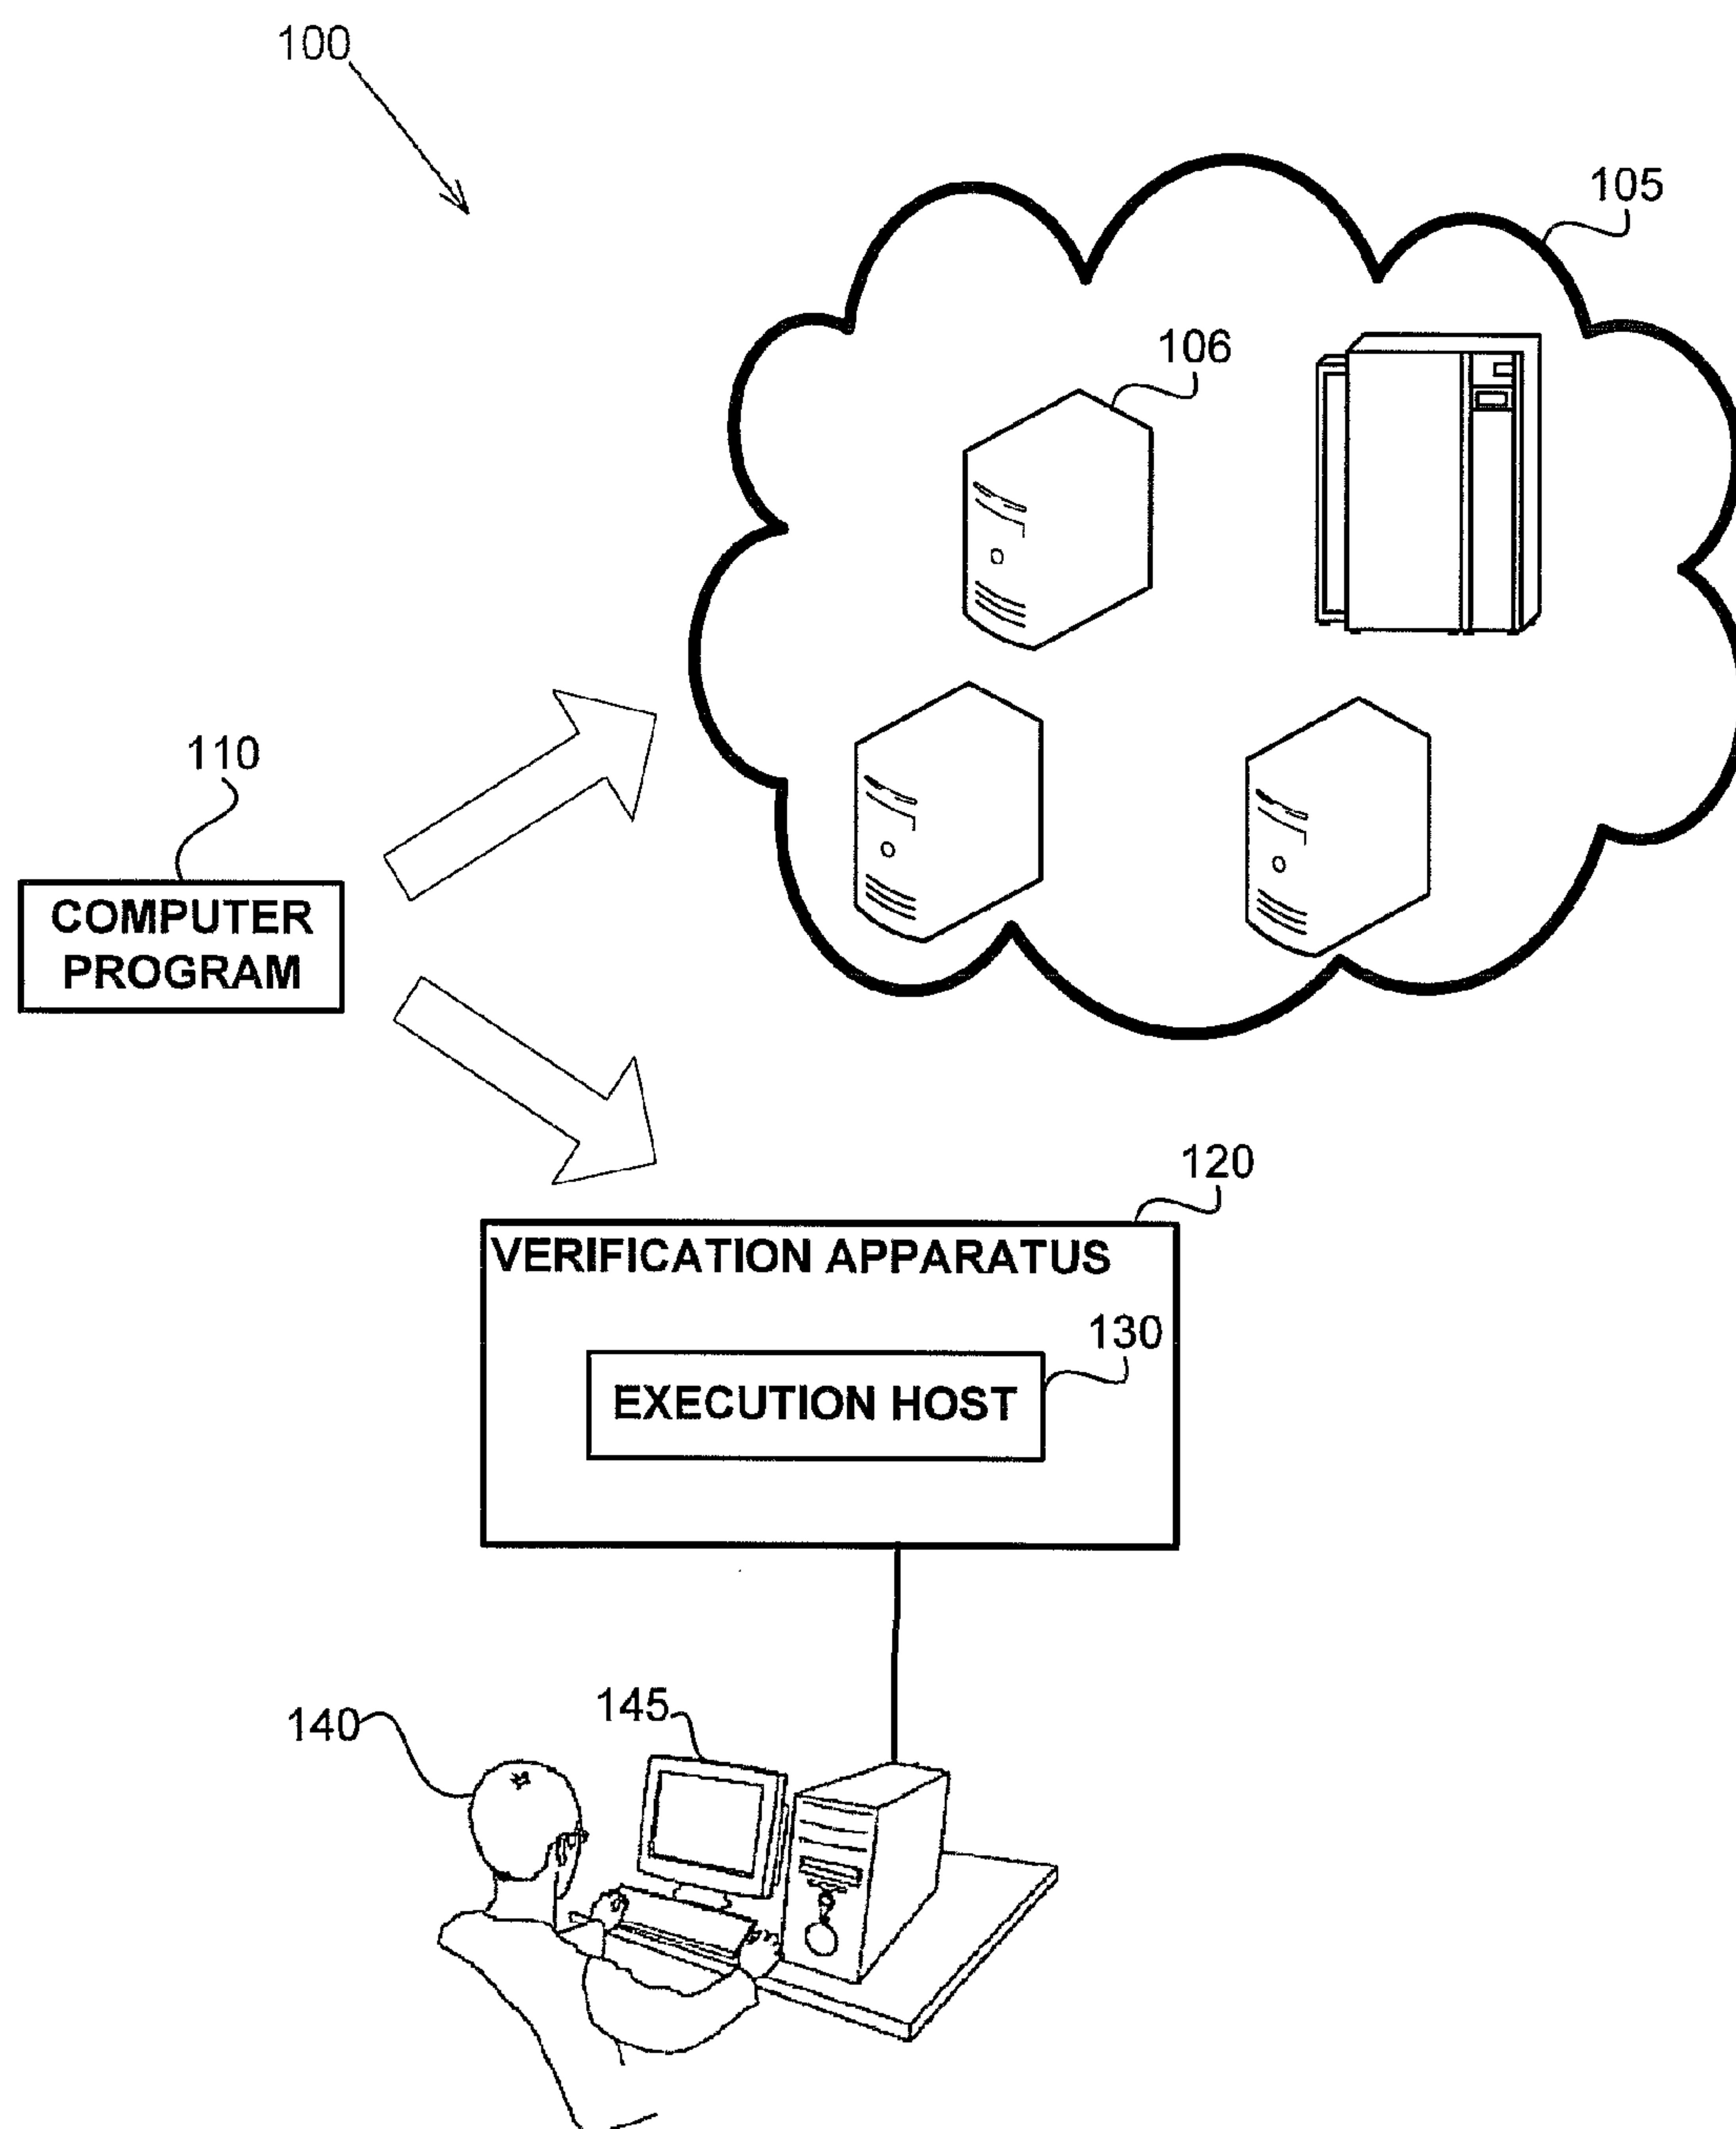 100
105
106
110
COMPUTER
PROGRAM
120
VERIFICATION APPARATUS
130
EXECUTION HOST
140
145